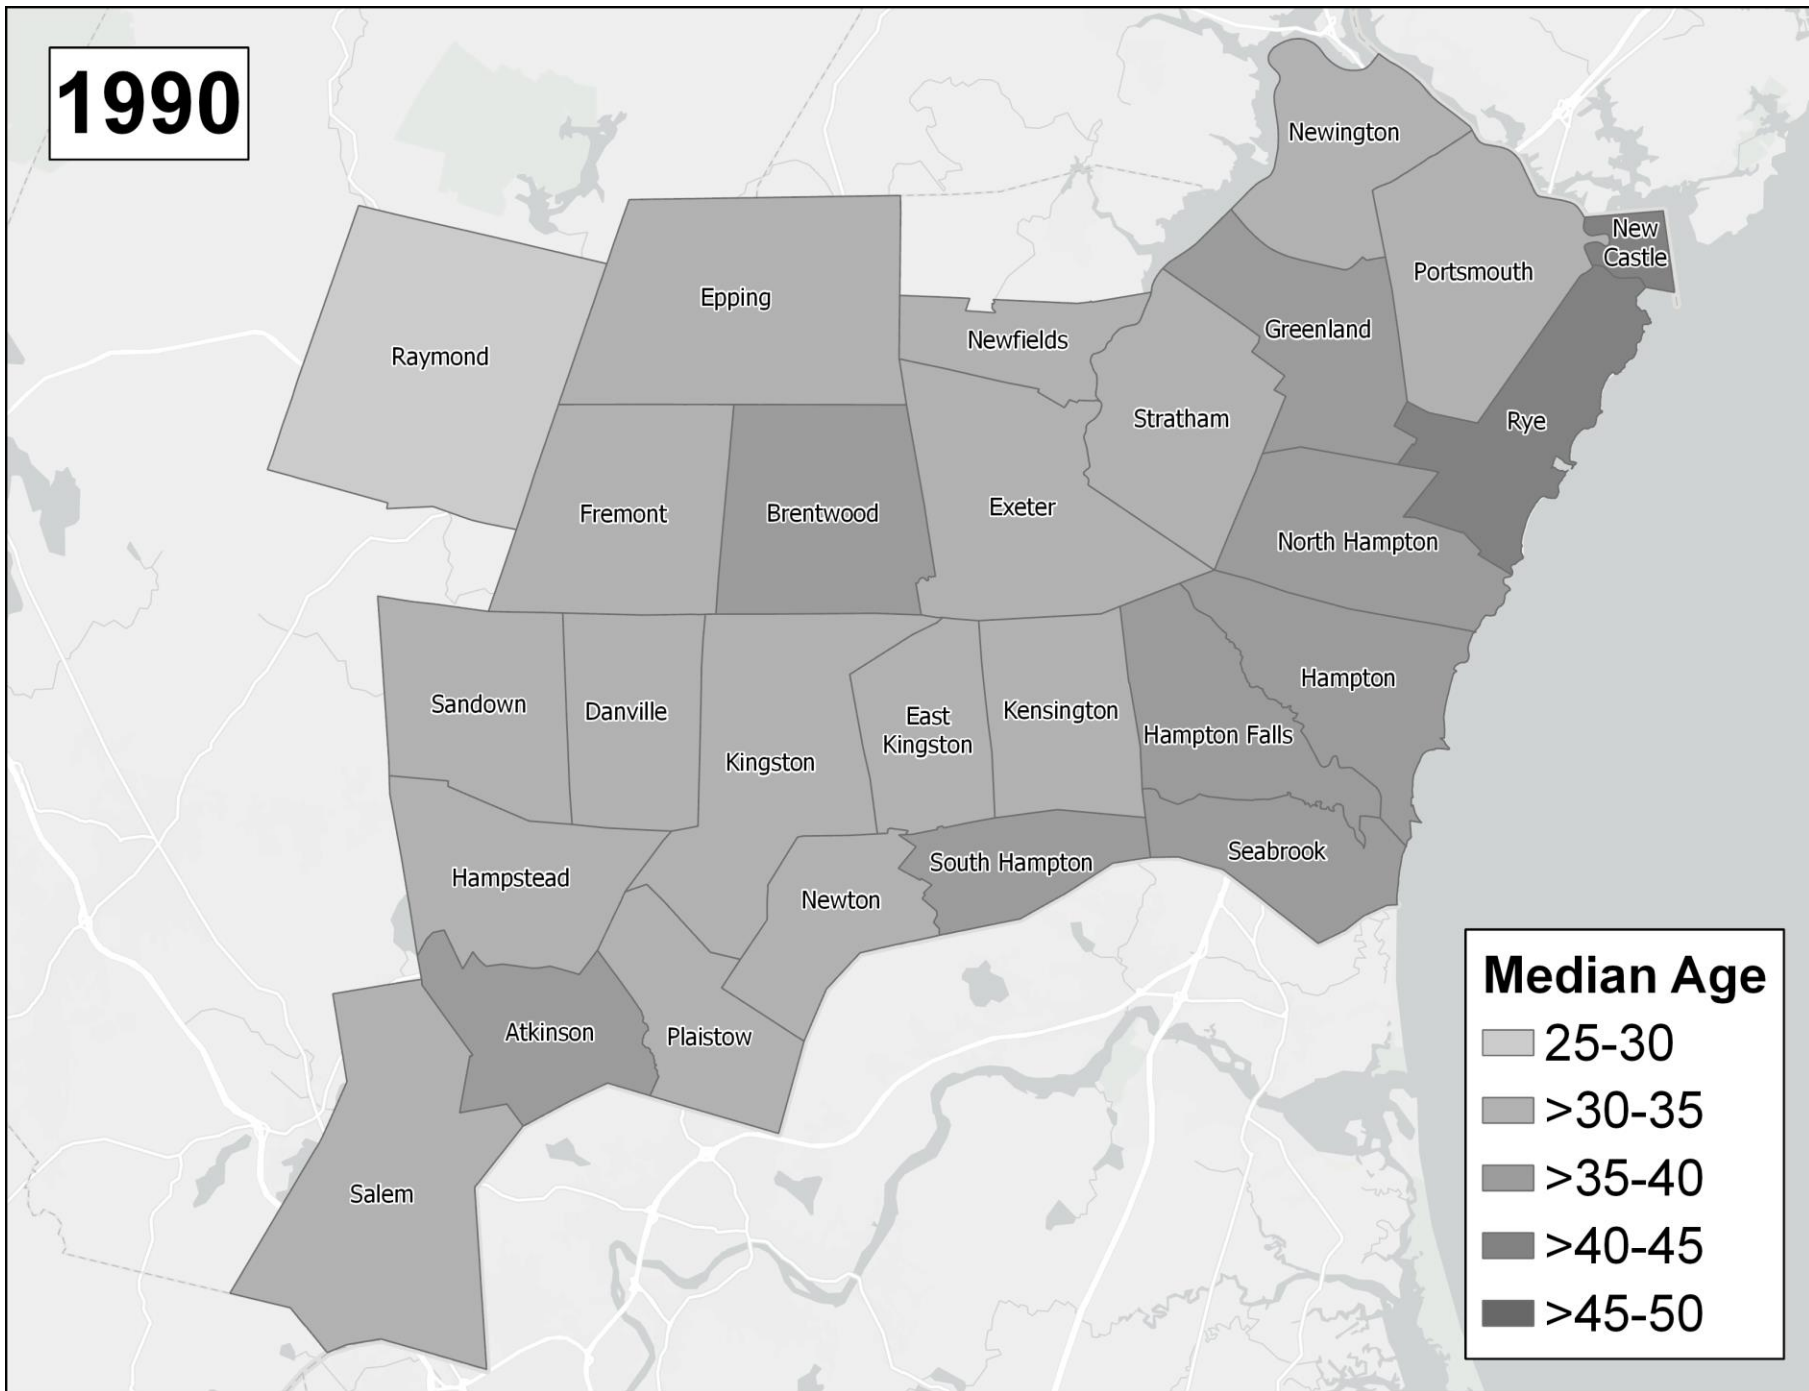 1990
Newington
New
Castle
Portsmouth
Epping
Greenland
Newfields
Raymond
Stratham
Rye
Exeter
Fremont
Brentwood
North Hampton
Hampton
Sandown
Danville
Kensington
East
Kingston
Hampton Falls
Kingston
Seabrook
South Hampton
Hampstead
Newton
Atkinson
Plaistow
Salem
Median Age
25-30
>30-35
>35-40
>40-45
>45-50